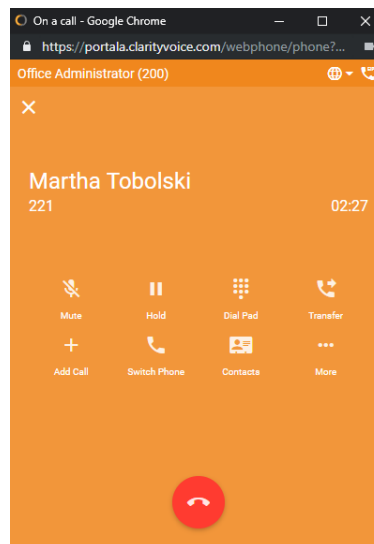 On a call - Google Chrome
https://portala.clarityvoice.com/webphone/phone?...
Office Administrator (200)
Martha Tobolski
221 02:27
Mute Hold Dial Pad Transfer
Add Call Switch Phone Contacts More